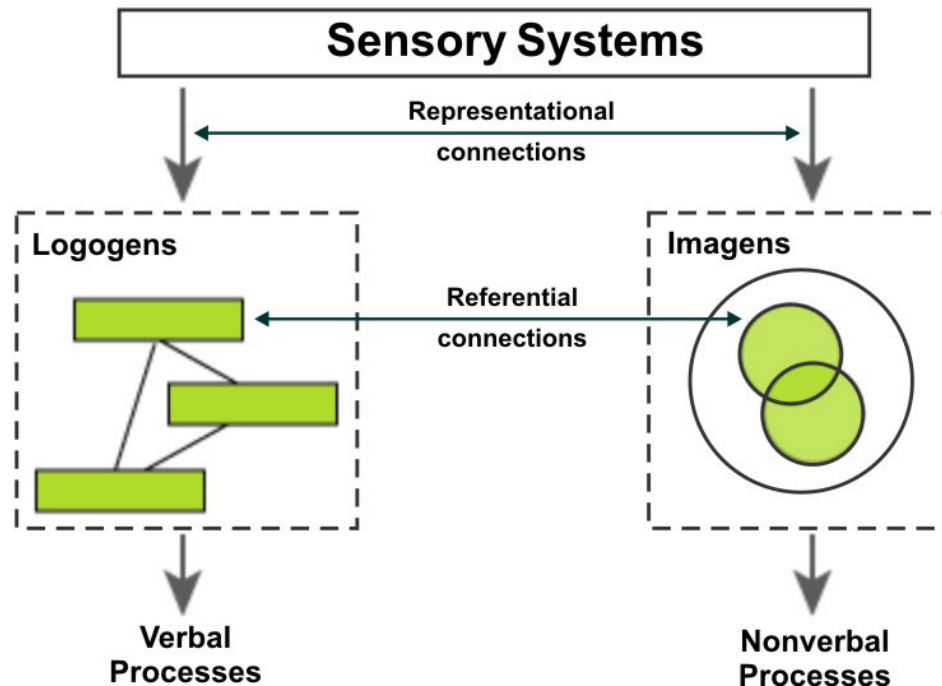 Sensory Systems
Representational
connections
Logogens
Imagens
Referential
connections
Verbal
Processes
Nonverbal
Processes